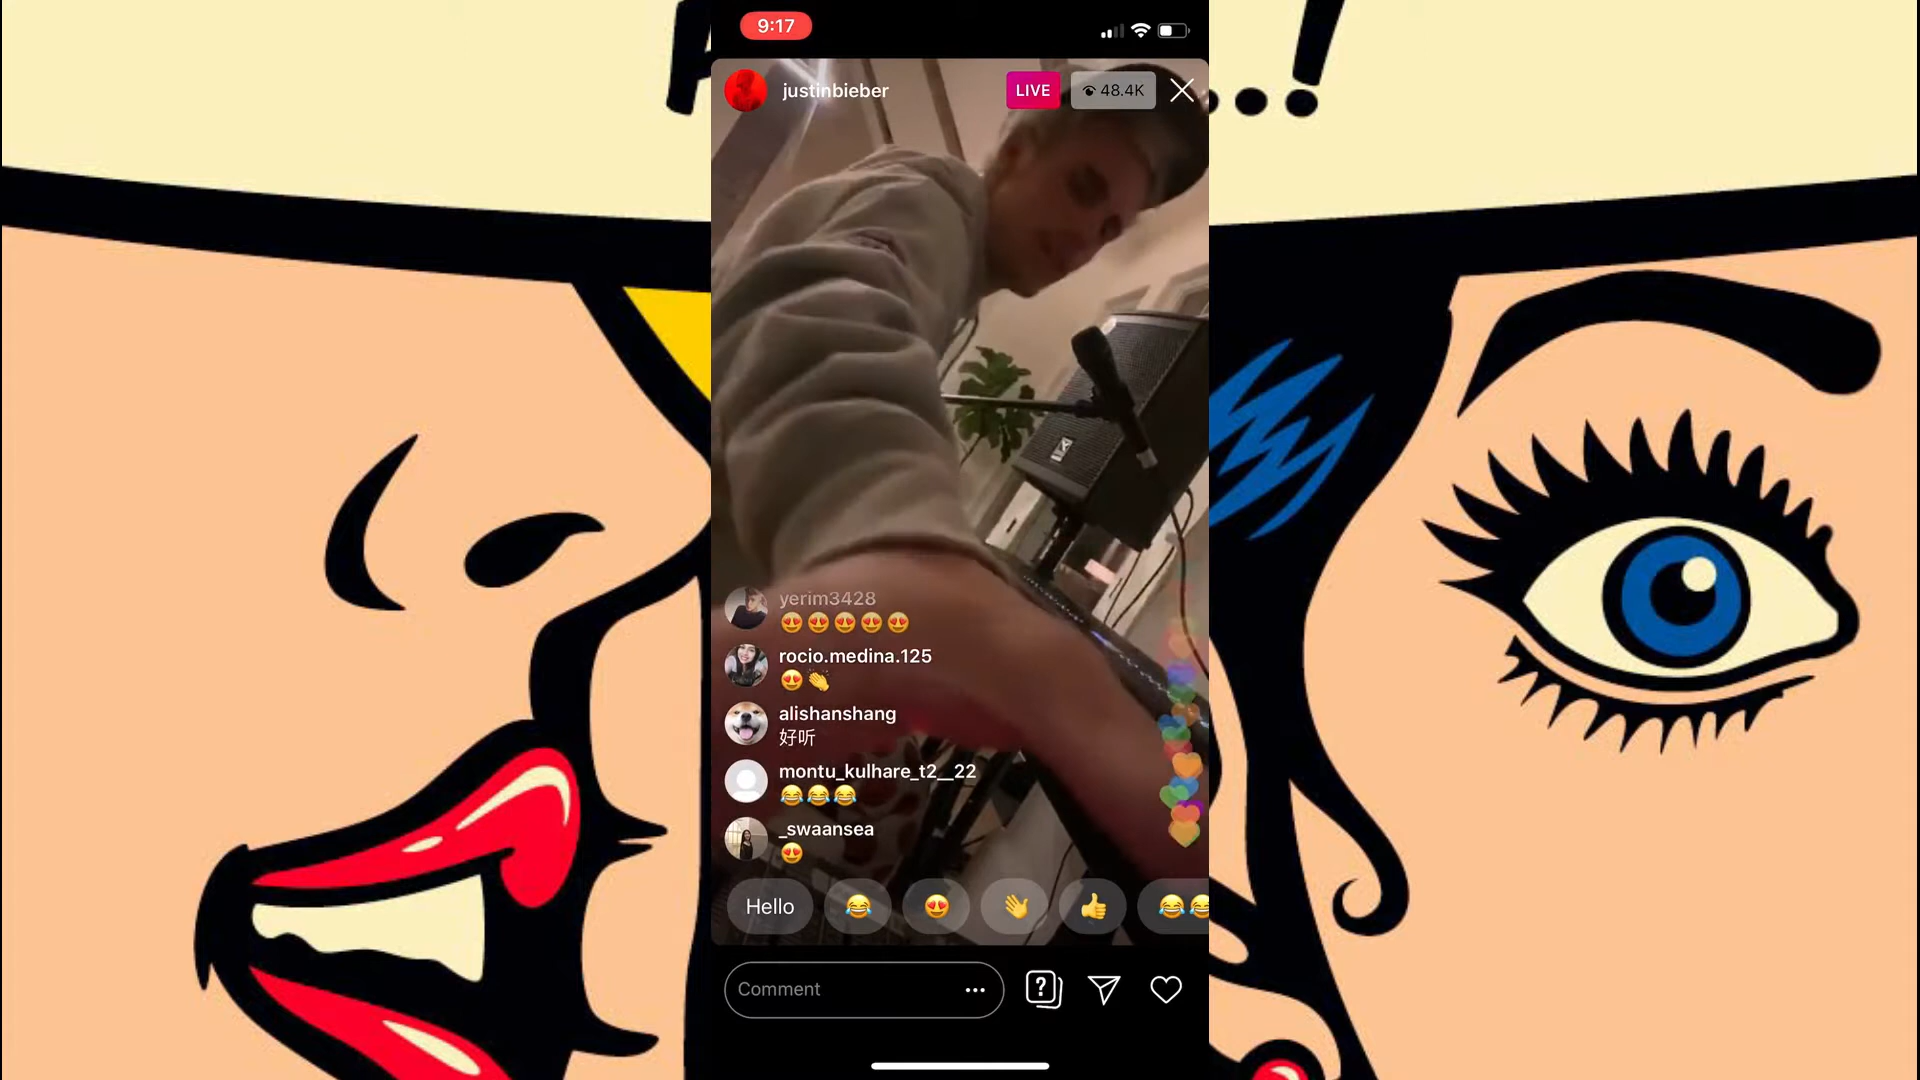 9:17
justinbieber
LIVE
48.4K
yerim3428
😍😍😍😍😍
rocio.medina.125
😍👏
alishanshang
好听
montu_kulhare_t2__22
😂😂😂
_swaansea
😍
Hello
Comment